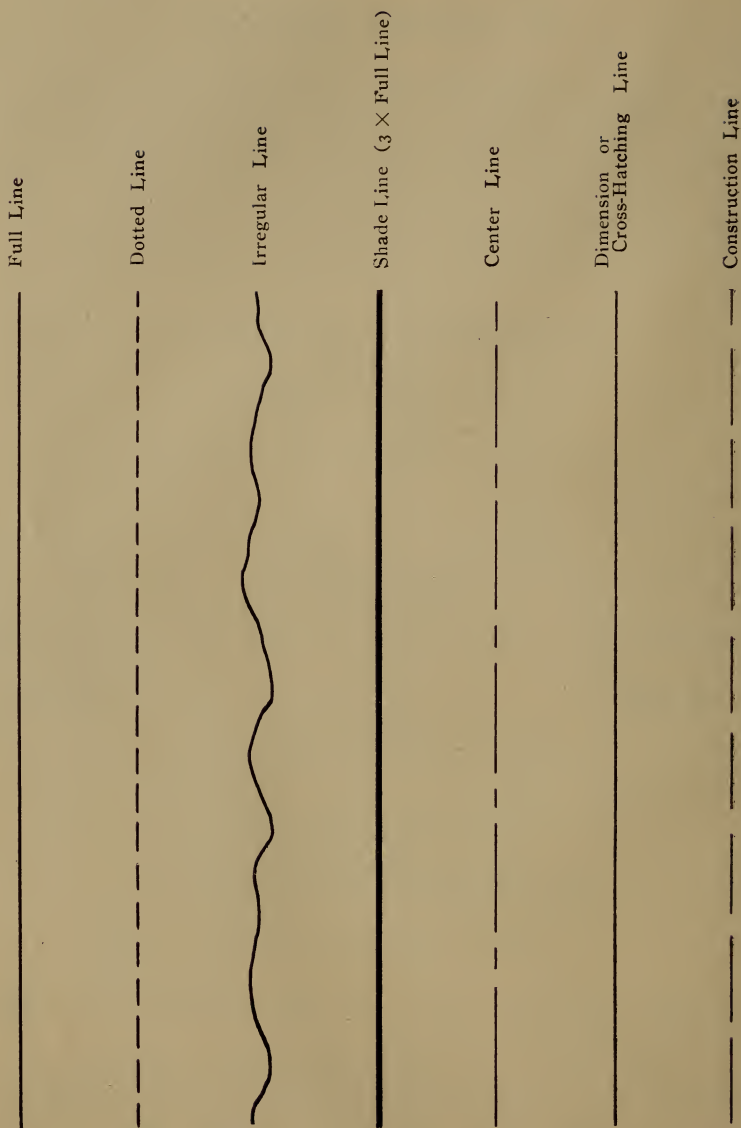 Full Line
Dotted Line
Irregular Line
Shade Line (3 × Full Line)
Center Line
Dimension or
Cross-Hatching Line
Construction Line